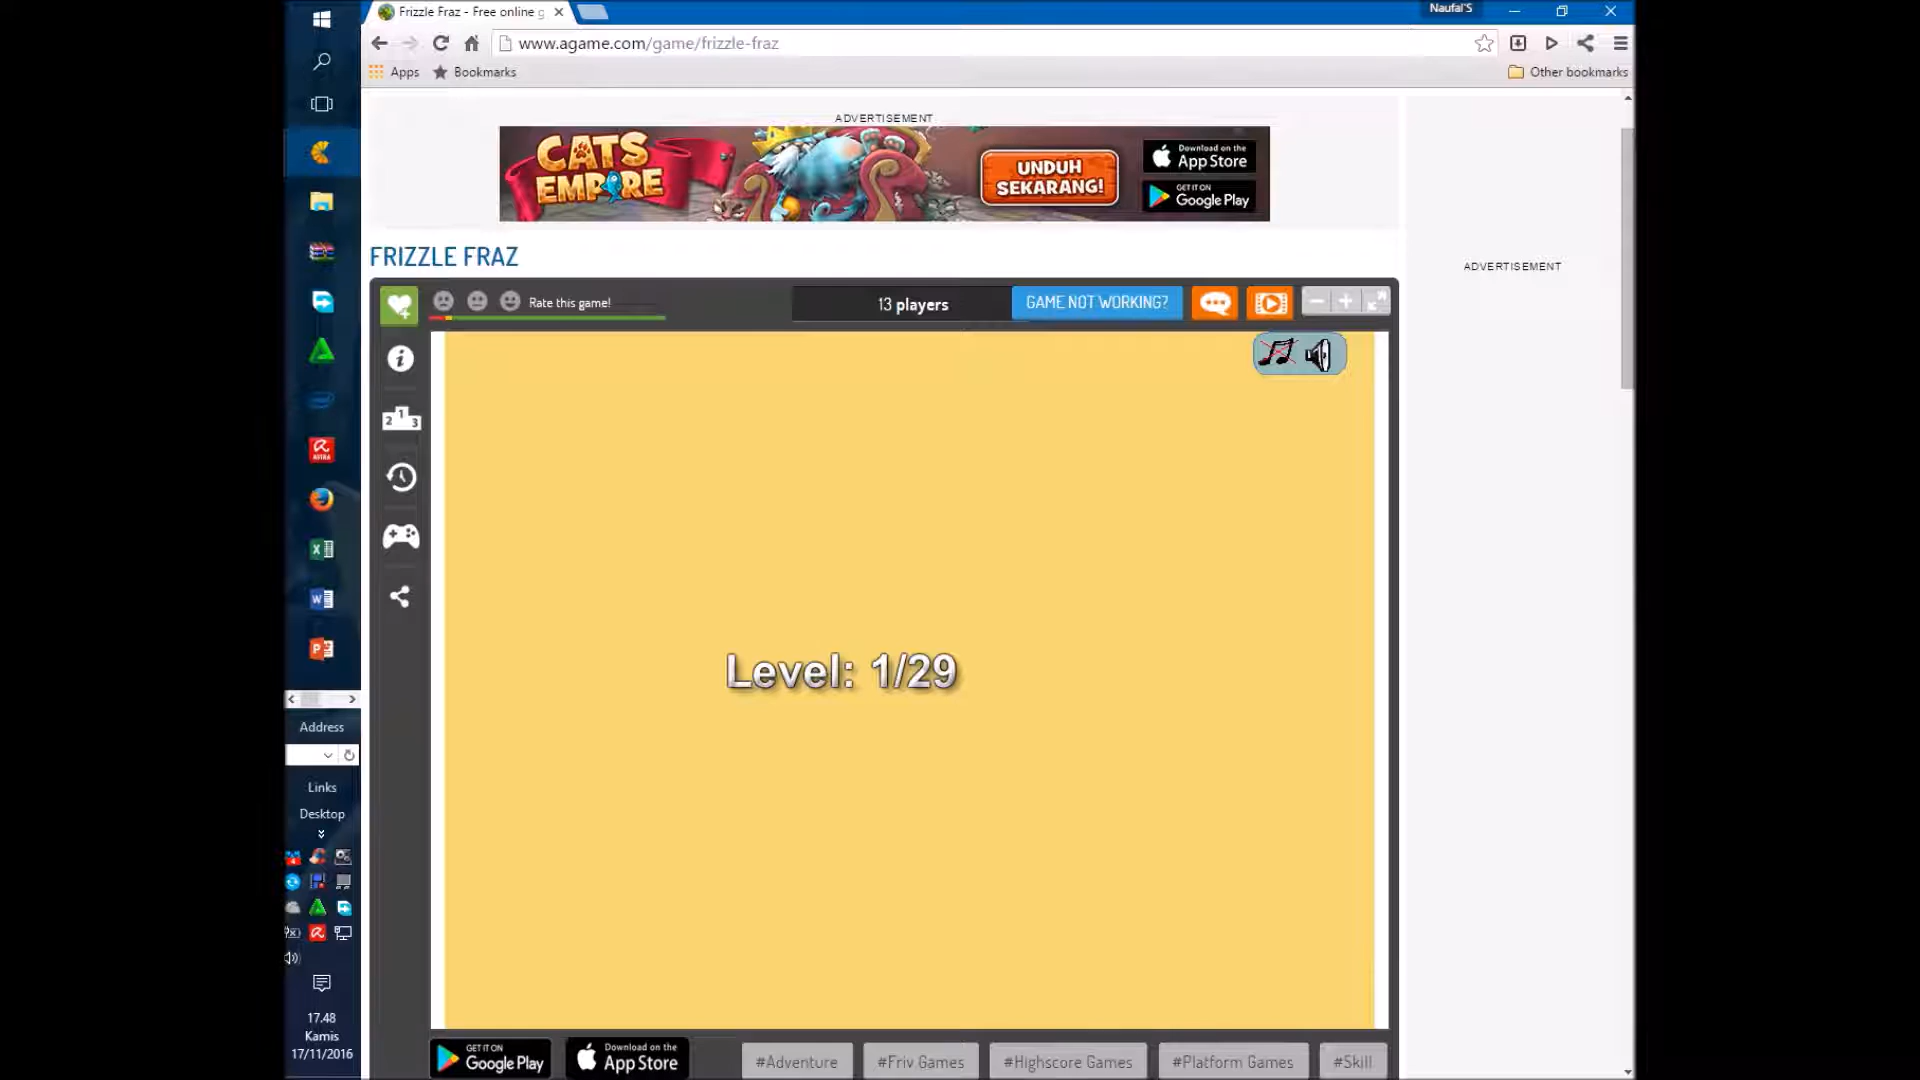 Frizzle Fraz - Free online g
Naufal'S
www.agame.com/game/frizzle-fraz
Apps
Bookmarks
Other bookmarks
ADVERTISEMENT
CATS
EMPIRE
UNDUH
SEKARANG!
Download on the
App Store
GET IT ON
Google Play
FRIZZLE FRAZ
ADVERTISEMENT
Rate this game!
13 players
GAME NOT WORKING?
2 1 3
Level: 1/29
Address
Links
Desktop
17.48
Kamis
17/11/2016
GET IT ON
Google Play
Download on the
App Store
#Adventure
#Friv Games
#Highscore Games
#Platform Games
#Skill